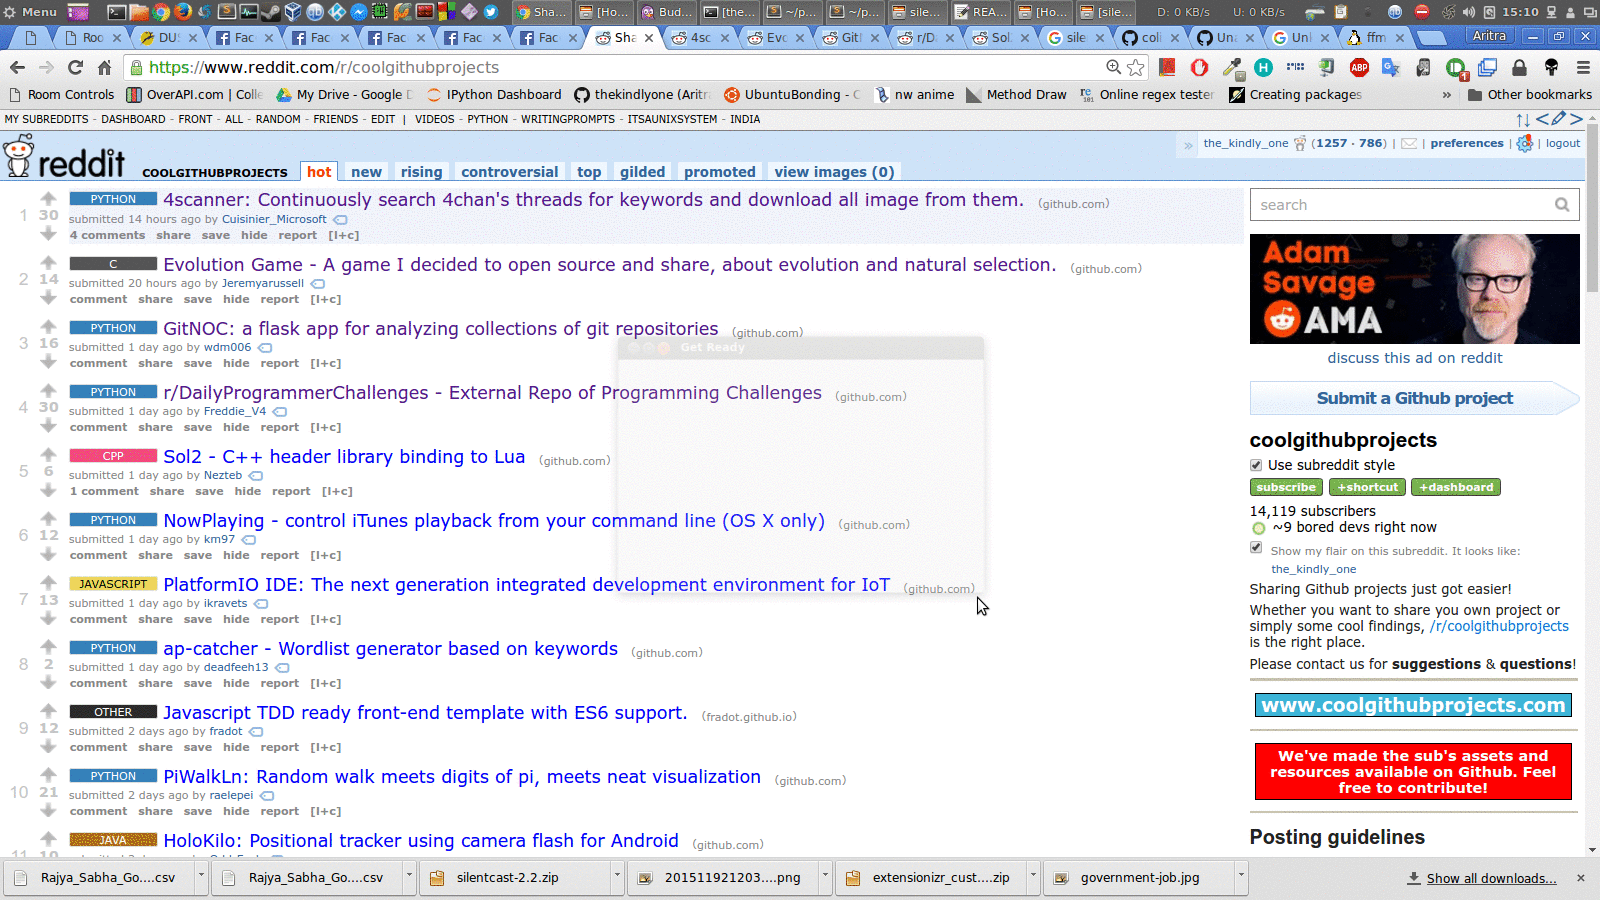 Menu Sha... [Ho... Bud... [the... ~/p... ~/p... sile... REA... [Ho... [sile... D: 0 KB/s U: 0 KB/s 15:10
Roo DU Fac Fac Fac Fac Fac Sha 4sc Evo Gith r/D Sol sile coli Una Unl ffm Aritra
https://www.reddit.com/r/coolgithubprojects
Room Controls OverAPI.com | Colle My Drive - Google D IPython Dashboard thekindlyone (Aritra UbuntuBonding - C nw anime Method Draw Online regex tester Creating packages » Other bookmarks
MY SUBREDDITS - DASHBOARD - FRONT - ALL - RANDOM - FRIENDS - EDIT | VIDEOS - PYTHON - WRITINGPROMPTS - ITSAUNIXSYSTEM - INDIA
the_kindly_one (1257 · 786) | | preferences | | logout
reddit COOLGITHUBPROJECTS hot new rising controversial top gilded promoted view images (0)
1 30 PYTHON 4scanner: Continuously search 4chan's threads for keywords and download all image from them. (github.com)
submitted 14 hours ago by Cuisinier_Microsoft
4 comments share save hide report [l+c]
2 14 C Evolution Game - A game I decided to open source and share, about evolution and natural selection. (github.com)
submitted 20 hours ago by Jeremyarussell
comment share save hide report [l+c]
3 16 PYTHON GitNOC: a flask app for analyzing collections of git repositories (github.com)
submitted 1 day ago by wdm006
comment share save hide report [l+c]
Get Ready
4 30 PYTHON r/DailyProgrammerChallenges - External Repo of Programming Challenges (github.com)
submitted 1 day ago by Freddie_V4
comment share save hide report [l+c]
5 6 CPP Sol2 - C++ header library binding to Lua (github.com)
submitted 1 day ago by Nezteb
1 comment share save hide report [l+c]
6 12 PYTHON NowPlaying - control iTunes playback from your command line (OS X only) (github.com)
submitted 1 day ago by km97
comment share save hide report [l+c]
7 13 JAVASCRIPT PlatformIO IDE: The next generation integrated development environment for IoT (github.com)
submitted 1 day ago by ikravets
comment share save hide report [l+c]
8 2 PYTHON ap-catcher - Wordlist generator based on keywords (github.com)
submitted 1 day ago by deadfeeh13
comment share save hide report [l+c]
9 12 OTHER Javascript TDD ready front-end template with ES6 support. (fradot.github.io)
submitted 2 days ago by fradot
comment share save hide report [l+c]
10 21 PYTHON PiWalkLn: Random walk meets digits of pi, meets neat visualization (github.com)
submitted 2 days ago by raelepei
comment share save hide report [l+c]
JAVA HoloKilo: Positional tracker using camera flash for Android (github.com)
search
Adam
Savage
AMA
discuss this ad on reddit
Submit a Github project
coolgithubprojects
Use subreddit style
subscribe +shortcut +dashboard
14,119 subscribers
~9 bored devs right now
Show my flair on this subreddit. It looks like:
the_kindly_one
Sharing Github projects just got easier!
Whether you want to share you own project or
simply some cool findings, /r/coolgithubprojects
is the right place.
Please contact us for suggestions & questions!
www.coolgithubprojects.com
We've made the sub's assets and
resources available on Github. Feel
free to contribute!
Posting guidelines
Rajya_Sabha_Go....csv Rajya_Sabha_Go....csv silentcast-2.2.zip 201511921203....png extensionizr_cust....zip government-job.jpg Show all downloads...